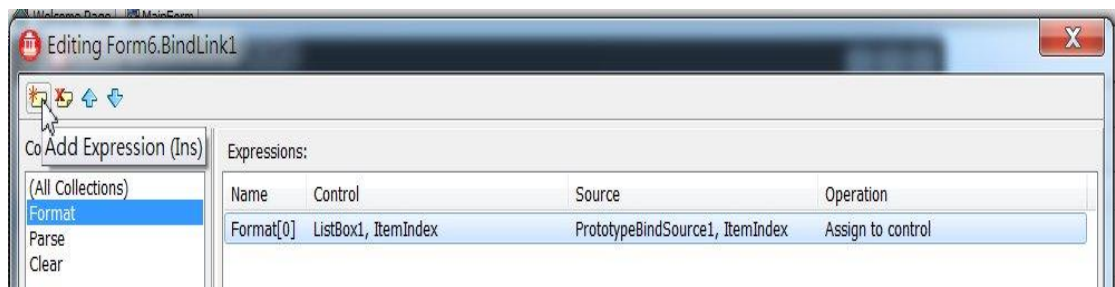 Welcome Page MainForm
Editing Form6.BindLink1
Add Expression (Ins)
Co
Expressions:
(All Collections)
Format
Parse
Clear
Name Control Source Operation
Format[0] ListBox1, ItemIndex PrototypeBindSource1, ItemIndex Assign to control